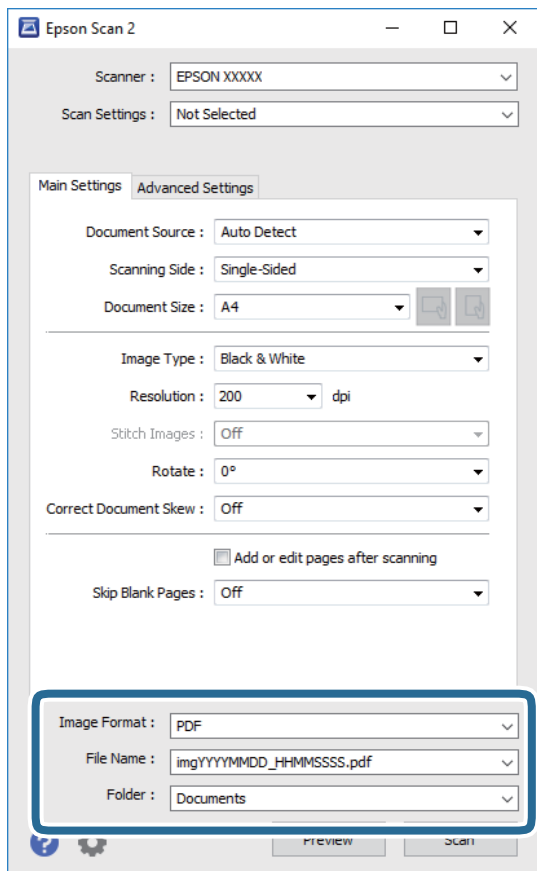 Epson Scan 2
Scanner : EPSON XXXXX
Scan Settings : Not Selected
Main Settings Advanced Settings
Document Source : Auto Detect
Scanning Side : Single-Sided
Document Size : A4
Image Type : Black & White
Resolution : 200 dpi
Stitch Images : Off
Rotate : 0°
Correct Document Skew : Off
Add or edit pages after scanning
Skip Blank Pages : Off
Image Format : PDF
File Name : imgYYYYMMDD_HHMMSSSS.pdf
Folder : Documents
? Preview Scan